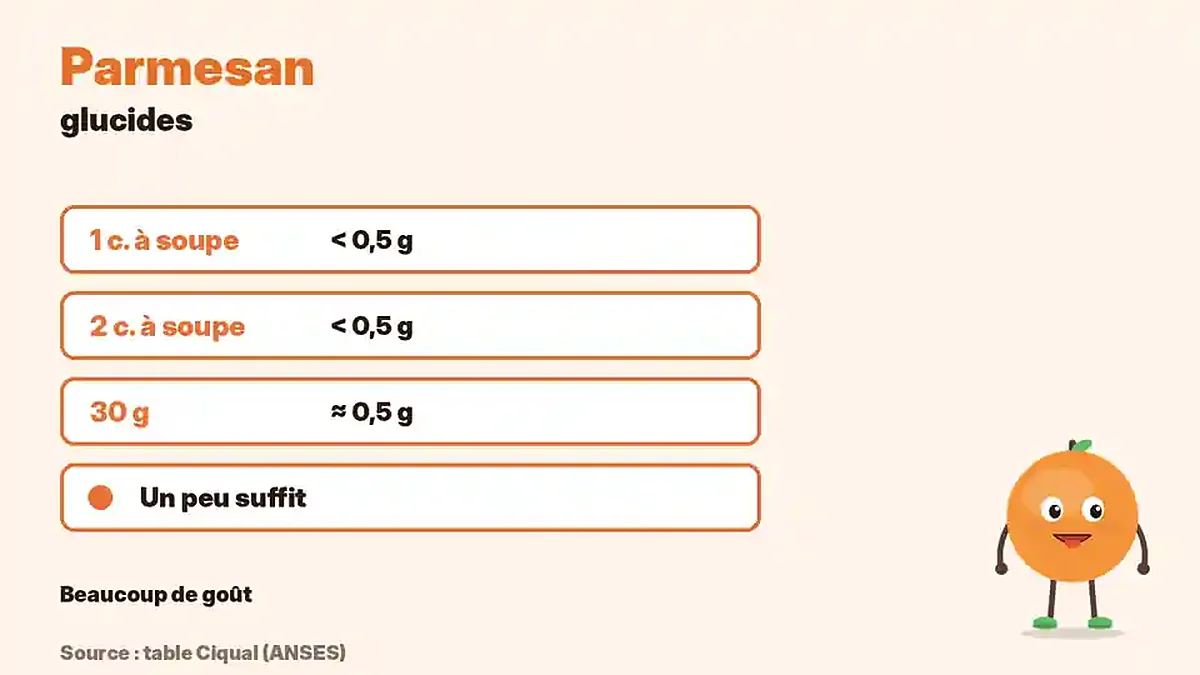 Parmesan
glucides
1 c. à soupe < 0,5 g
2 c. à soupe < 0,5 g
30 g ≈ 0,5 g
Un peu suffit
Beaucoup de goût
Source : table Ciqual (ANSES)